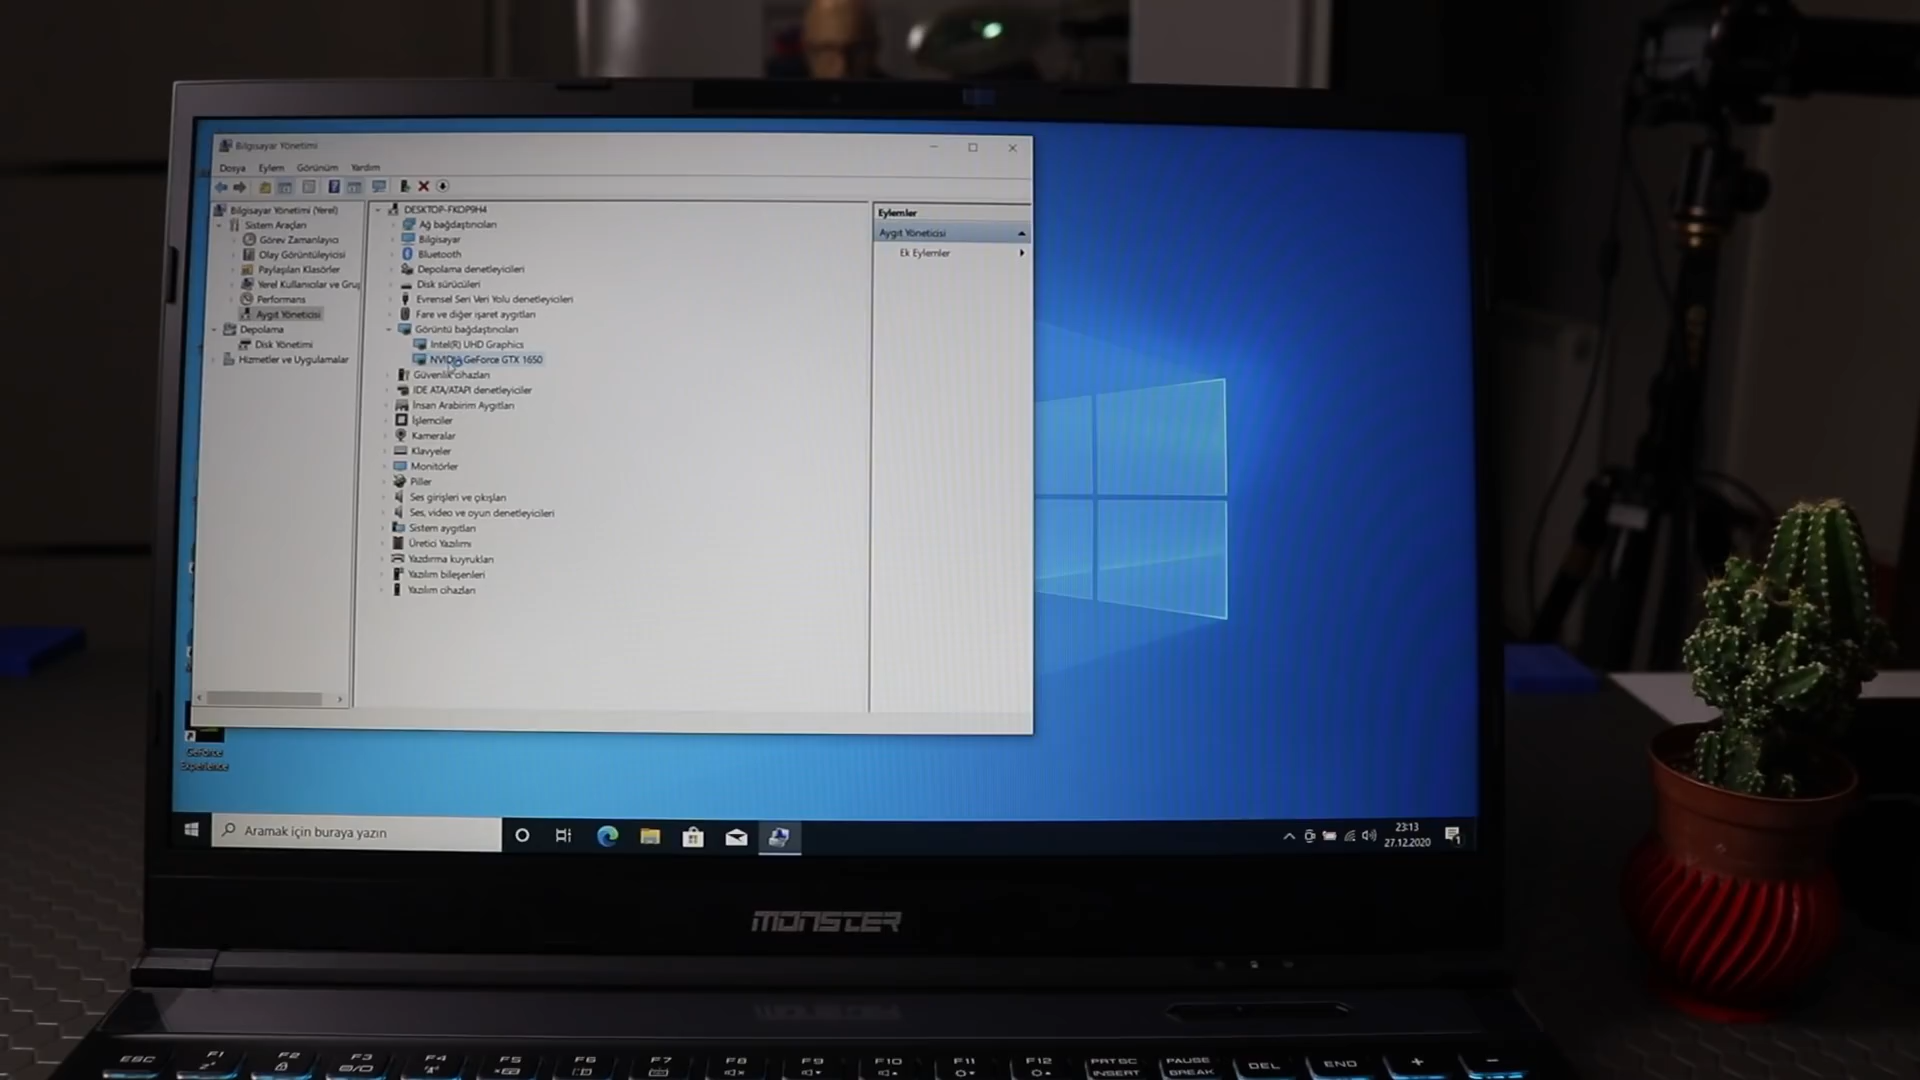 Bilgisayar Yönetimi
Dosya Eylem Görünüm Yardım
Bilgisayar Yönetimi (Yerel)
Sistem Araçları
Görev Zamanlayıcı
Olay Görüntüleyicisi
Paylaşılan Klasörler
Yerel Kullanıcılar ve Grup
Performans
Aygıt Yöneticisi
Depolama
Disk Yönetimi
Hizmetler ve Uygulamalar
DESKTOP-FKOP9H4
Ağ bağdaştırıcıları
Bilgisayar
Bluetooth
Depolama denetleyicileri
Disk sürücüleri
Evrensel Seri Veri Yolu denetleyicileri
Fare ve diğer işaret aygıtları
Görüntü bağdaştırıcıları
Intel(R) UHD Graphics
NVIDIA GeForce GTX 1650
Güvenlik cihazları
IDE ATA/ATAPI denetleyiciler
İnsan Arabirim Aygıtları
İşlemciler
Kameralar
Klavyeler
Monitörler
Piller
Ses girişleri ve çıkışları
Ses, video ve oyun denetleyicileri
Sistem aygıtları
Üretici Yazılımı
Yazdırma kuyrukları
Yazılım bileşenleri
Yazılım cihazları
Eylemler
Aygıt Yöneticisi
Ek Eylemler
GeForce
Experience
Aramak için buraya yazın
23:13
27.12.2020
1
MONSTER
ESC F1 F2 F3 F4 F5 F6 F7 F8 F9 F10 F11 F12 PRTSC PAUSE DEL END + -
INSERT BREAK